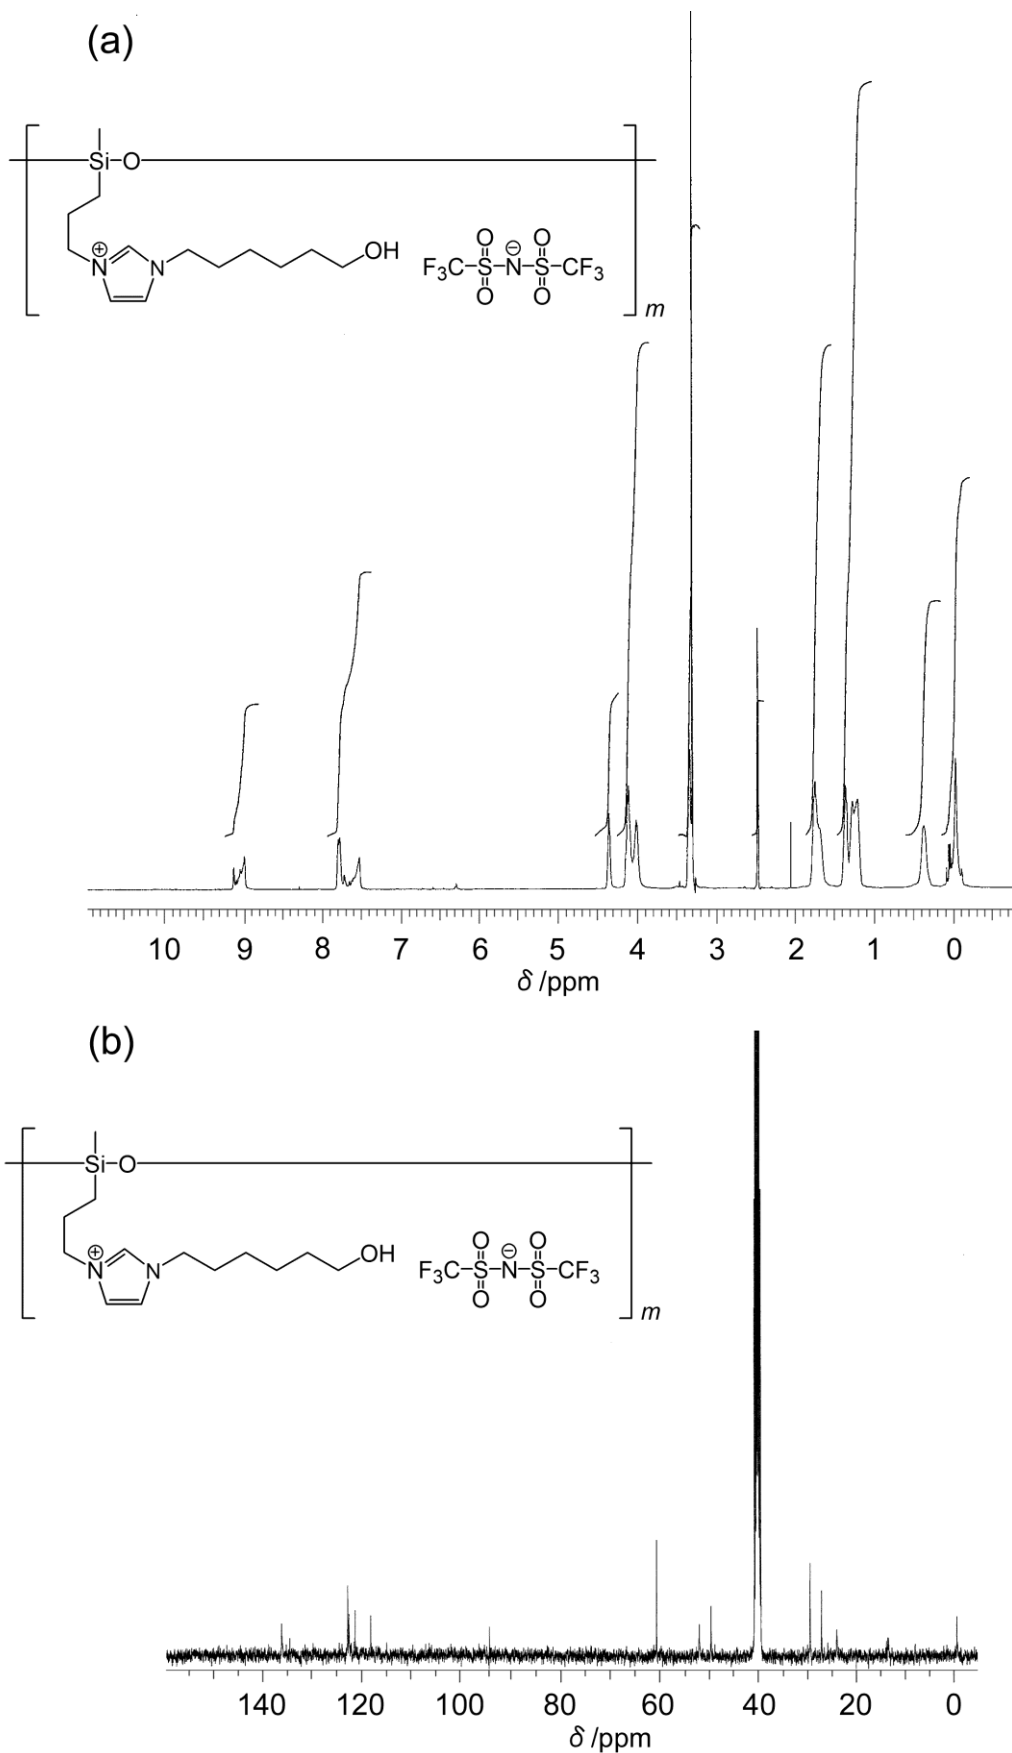 (a)
Si O
N ⊕ N OH
O O
F₃C S N ⊖ S CF₃
O O
m
10 9 8 7 6 5 4 3 2 1 0
δ /ppm
(b)
Si O
N ⊕ N OH
O O
F₃C S N ⊖ S CF₃
O O
m
140 120 100 80 60 40 20 0
δ /ppm